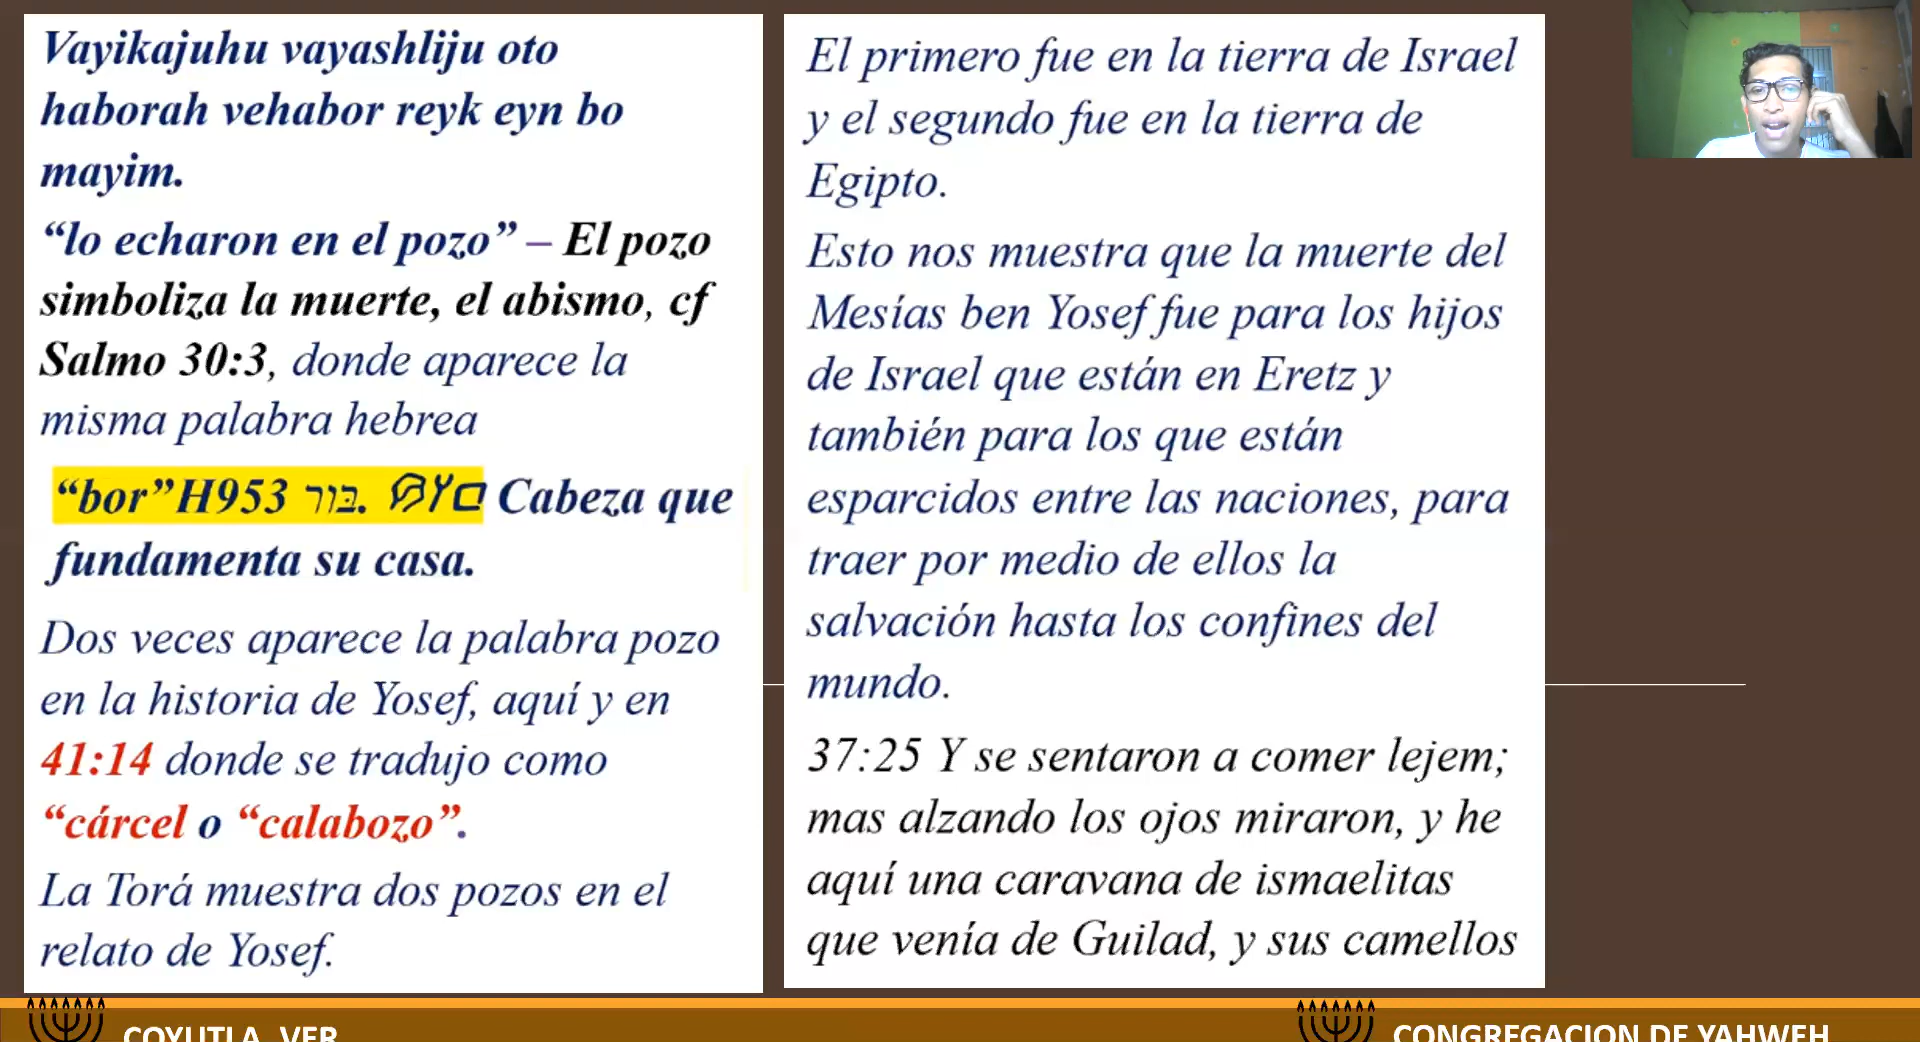 Vayikajuhu vayashliju oto
haborah vehabor reyk eyn bo
mayim.
“lo echaron en el pozo” – El pozo
simboliza la muerte, el abismo, cf
Salmo 30:3, donde aparece la
misma palabra hebrea
“bor”H953 בּוֹר. Cabeza que
fundamenta su casa.
Dos veces aparece la palabra pozo
en la historia de Yosef, aquí y en
41:14 donde se tradujo como
“cárcel o “calabozo”.
La Torá muestra dos pozos en el
relato de Yosef.
El primero fue en la tierra de Israel
y el segundo fue en la tierra de
Egipto.
Esto nos muestra que la muerte del
Mesías ben Yosef fue para los hijos
de Israel que están en Eretz y
también para los que están
esparcidos entre las naciones, para
traer por medio de ellos la
salvación hasta los confines del
mundo.
37:25 Y se sentaron a comer lejem;
mas alzando los ojos miraron, y he
aquí una caravana de ismaelitas
que venía de Guilad, y sus camellos
COYUTLA, VER
CONGREGACION DE YAHWEH